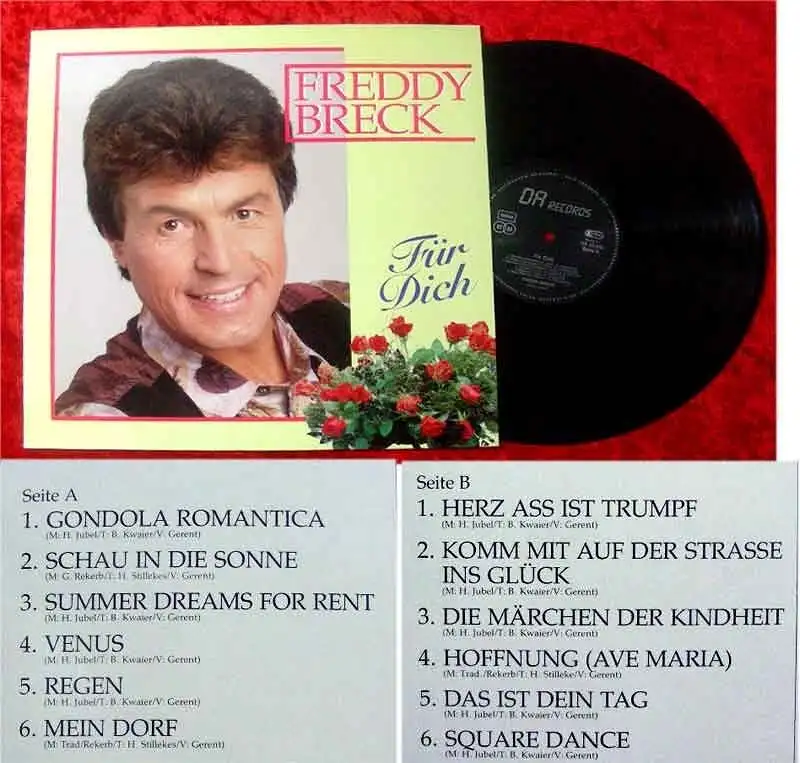 FREDDY
BRECK
Für
Dich
DA RECORDS
Seite A
1. GONDOLA ROMANTICA
(M: H. Jubel/T: B. Kwaier/V: Gerent)
2. SCHAU IN DIE SONNE
(M: G. Rekerb/T: H. Stillekes/V: Gerent)
3. SUMMER DREAMS FOR RENT
(M: H. Jubel/T: B. Kwaier/V: Gerent)
4. VENUS
(M: H. Jubel/T: B. Kwaier/V: Gerent)
5. REGEN
(M: H. Jubel/T: B. Kwaier/V: Gerent)
6. MEIN DORF
(M: Trad/Rekerb/T: H. Stillekes/V: Gerent)
Seite B
1. HERZ ASS IST TRUMPF
(M: H. Jubel/T: B. Kwaier/V: Gerent)
2. KOMM MIT AUF DER STRASSE
INS GLÜCK
(M: H. Jubel/T: B. Kwaier/V: Gerent)
3. DIE MÄRCHEN DER KINDHEIT
(M: H. Jubel/T: B. Kwaier/V: Gerent)
4. HOFFNUNG (AVE MARIA)
(M: Trad./Rekerb/T: H. Stilleke/V: Gerent)
5. DAS IST DEIN TAG
(M: H. Jubel/T: B. Kwaier/V: Gerent)
6. SQUARE DANCE
(M: H. Jubel/T: B. Kwaier/V: Gerent)